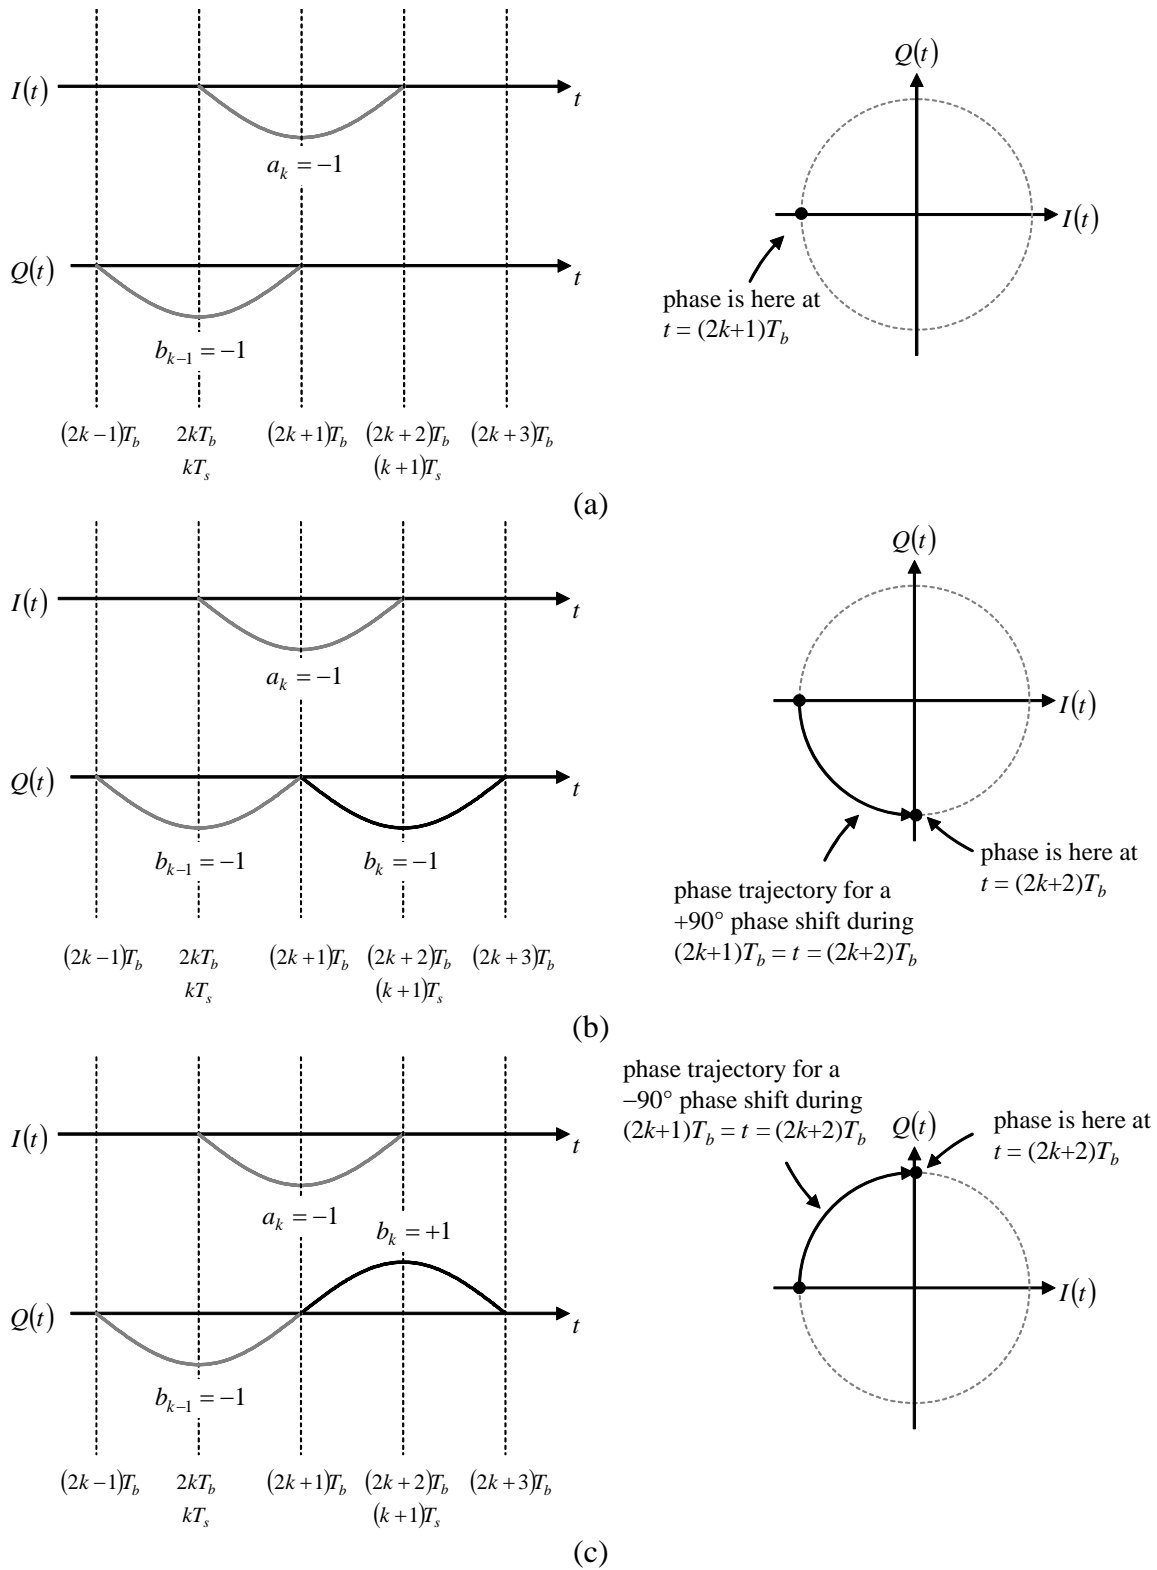 I(t)
t
a_k = −1
Q(t)
t
b_{k−1} = −1
(2k−1)T_b
2kT_b
kT_s
(2k+1)T_b
(2k+2)T_b
(k+1)T_s
(2k+3)T_b
Q(t)
I(t)
phase is here at
t = (2k+1)T_b
(a)
I(t)
t
a_k = −1
Q(t)
t
b_{k−1} = −1
b_k = −1
(2k−1)T_b
2kT_b
kT_s
(2k+1)T_b
(2k+2)T_b
(k+1)T_s
(2k+3)T_b
Q(t)
I(t)
phase is here at
t = (2k+2)T_b
phase trajectory for a
+90° phase shift during
(2k+1)T_b = t = (2k+2)T_b
(b)
I(t)
t
a_k = −1
b_k = +1
Q(t)
t
b_{k−1} = −1
(2k−1)T_b
2kT_b
kT_s
(2k+1)T_b
(2k+2)T_b
(k+1)T_s
(2k+3)T_b
phase trajectory for a
−90° phase shift during
(2k+1)T_b = t = (2k+2)T_b
Q(t)
phase is here at
t = (2k+2)T_b
I(t)
(c)